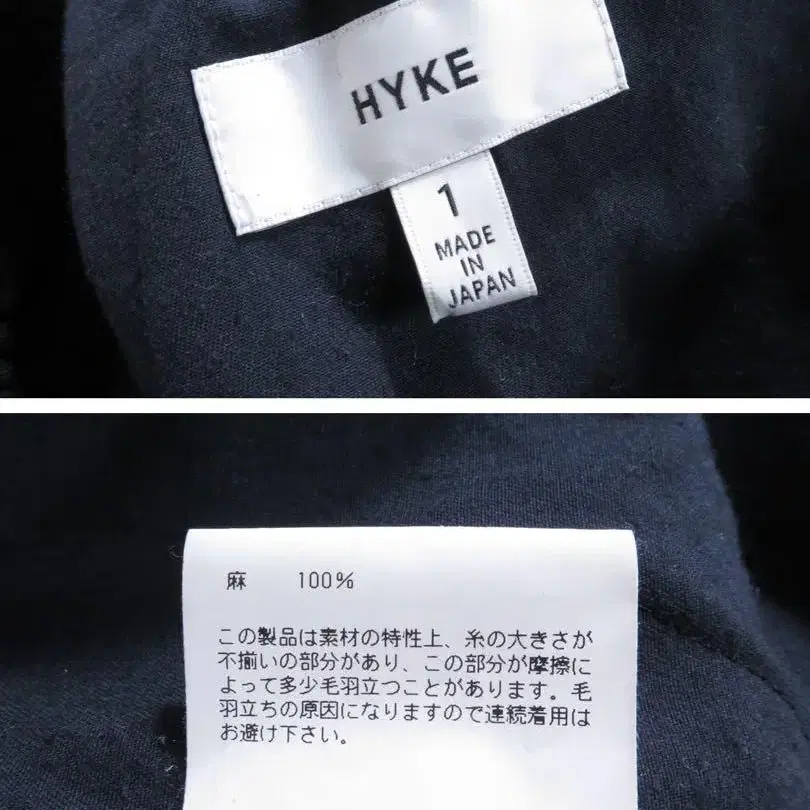 HYKE
1
MADE
IN
JAPAN
麻 100%
この製品は素材の特性上、糸の大きさが
不揃いの部分があり、この部分が摩擦に
よって多少毛羽立つことがあります。毛
羽立ちの原因になりますので連続着用は
お避け下さい。